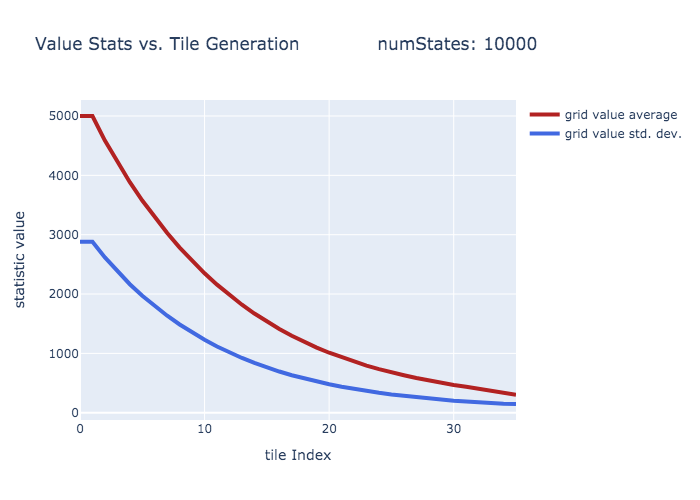 Value Stats vs. Tile Generation numStates: 10000
grid value average
grid value std. dev.
5000
4000
3000
2000
1000
0
statistic value
0 10 20 30
tile Index